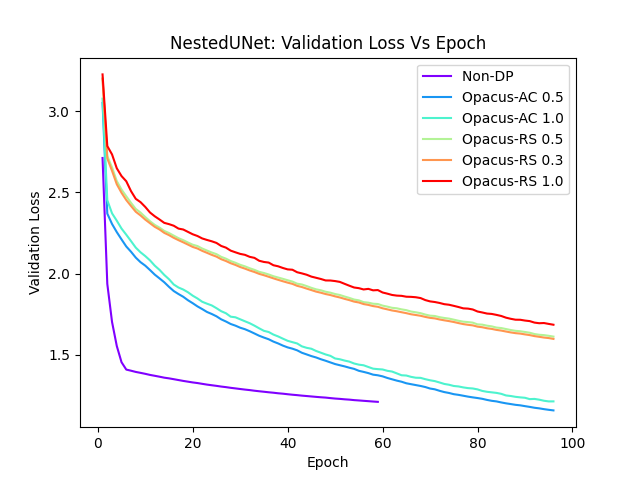 NestedUNet: Validation Loss Vs Epoch
Non-DP
Opacus-AC 0.5
Opacus-AC 1.0
Opacus-RS 0.5
Opacus-RS 0.3
Opacus-RS 1.0
Validation Loss
3.0
2.5
2.0
1.5
0 20 40 60 80 100
Epoch